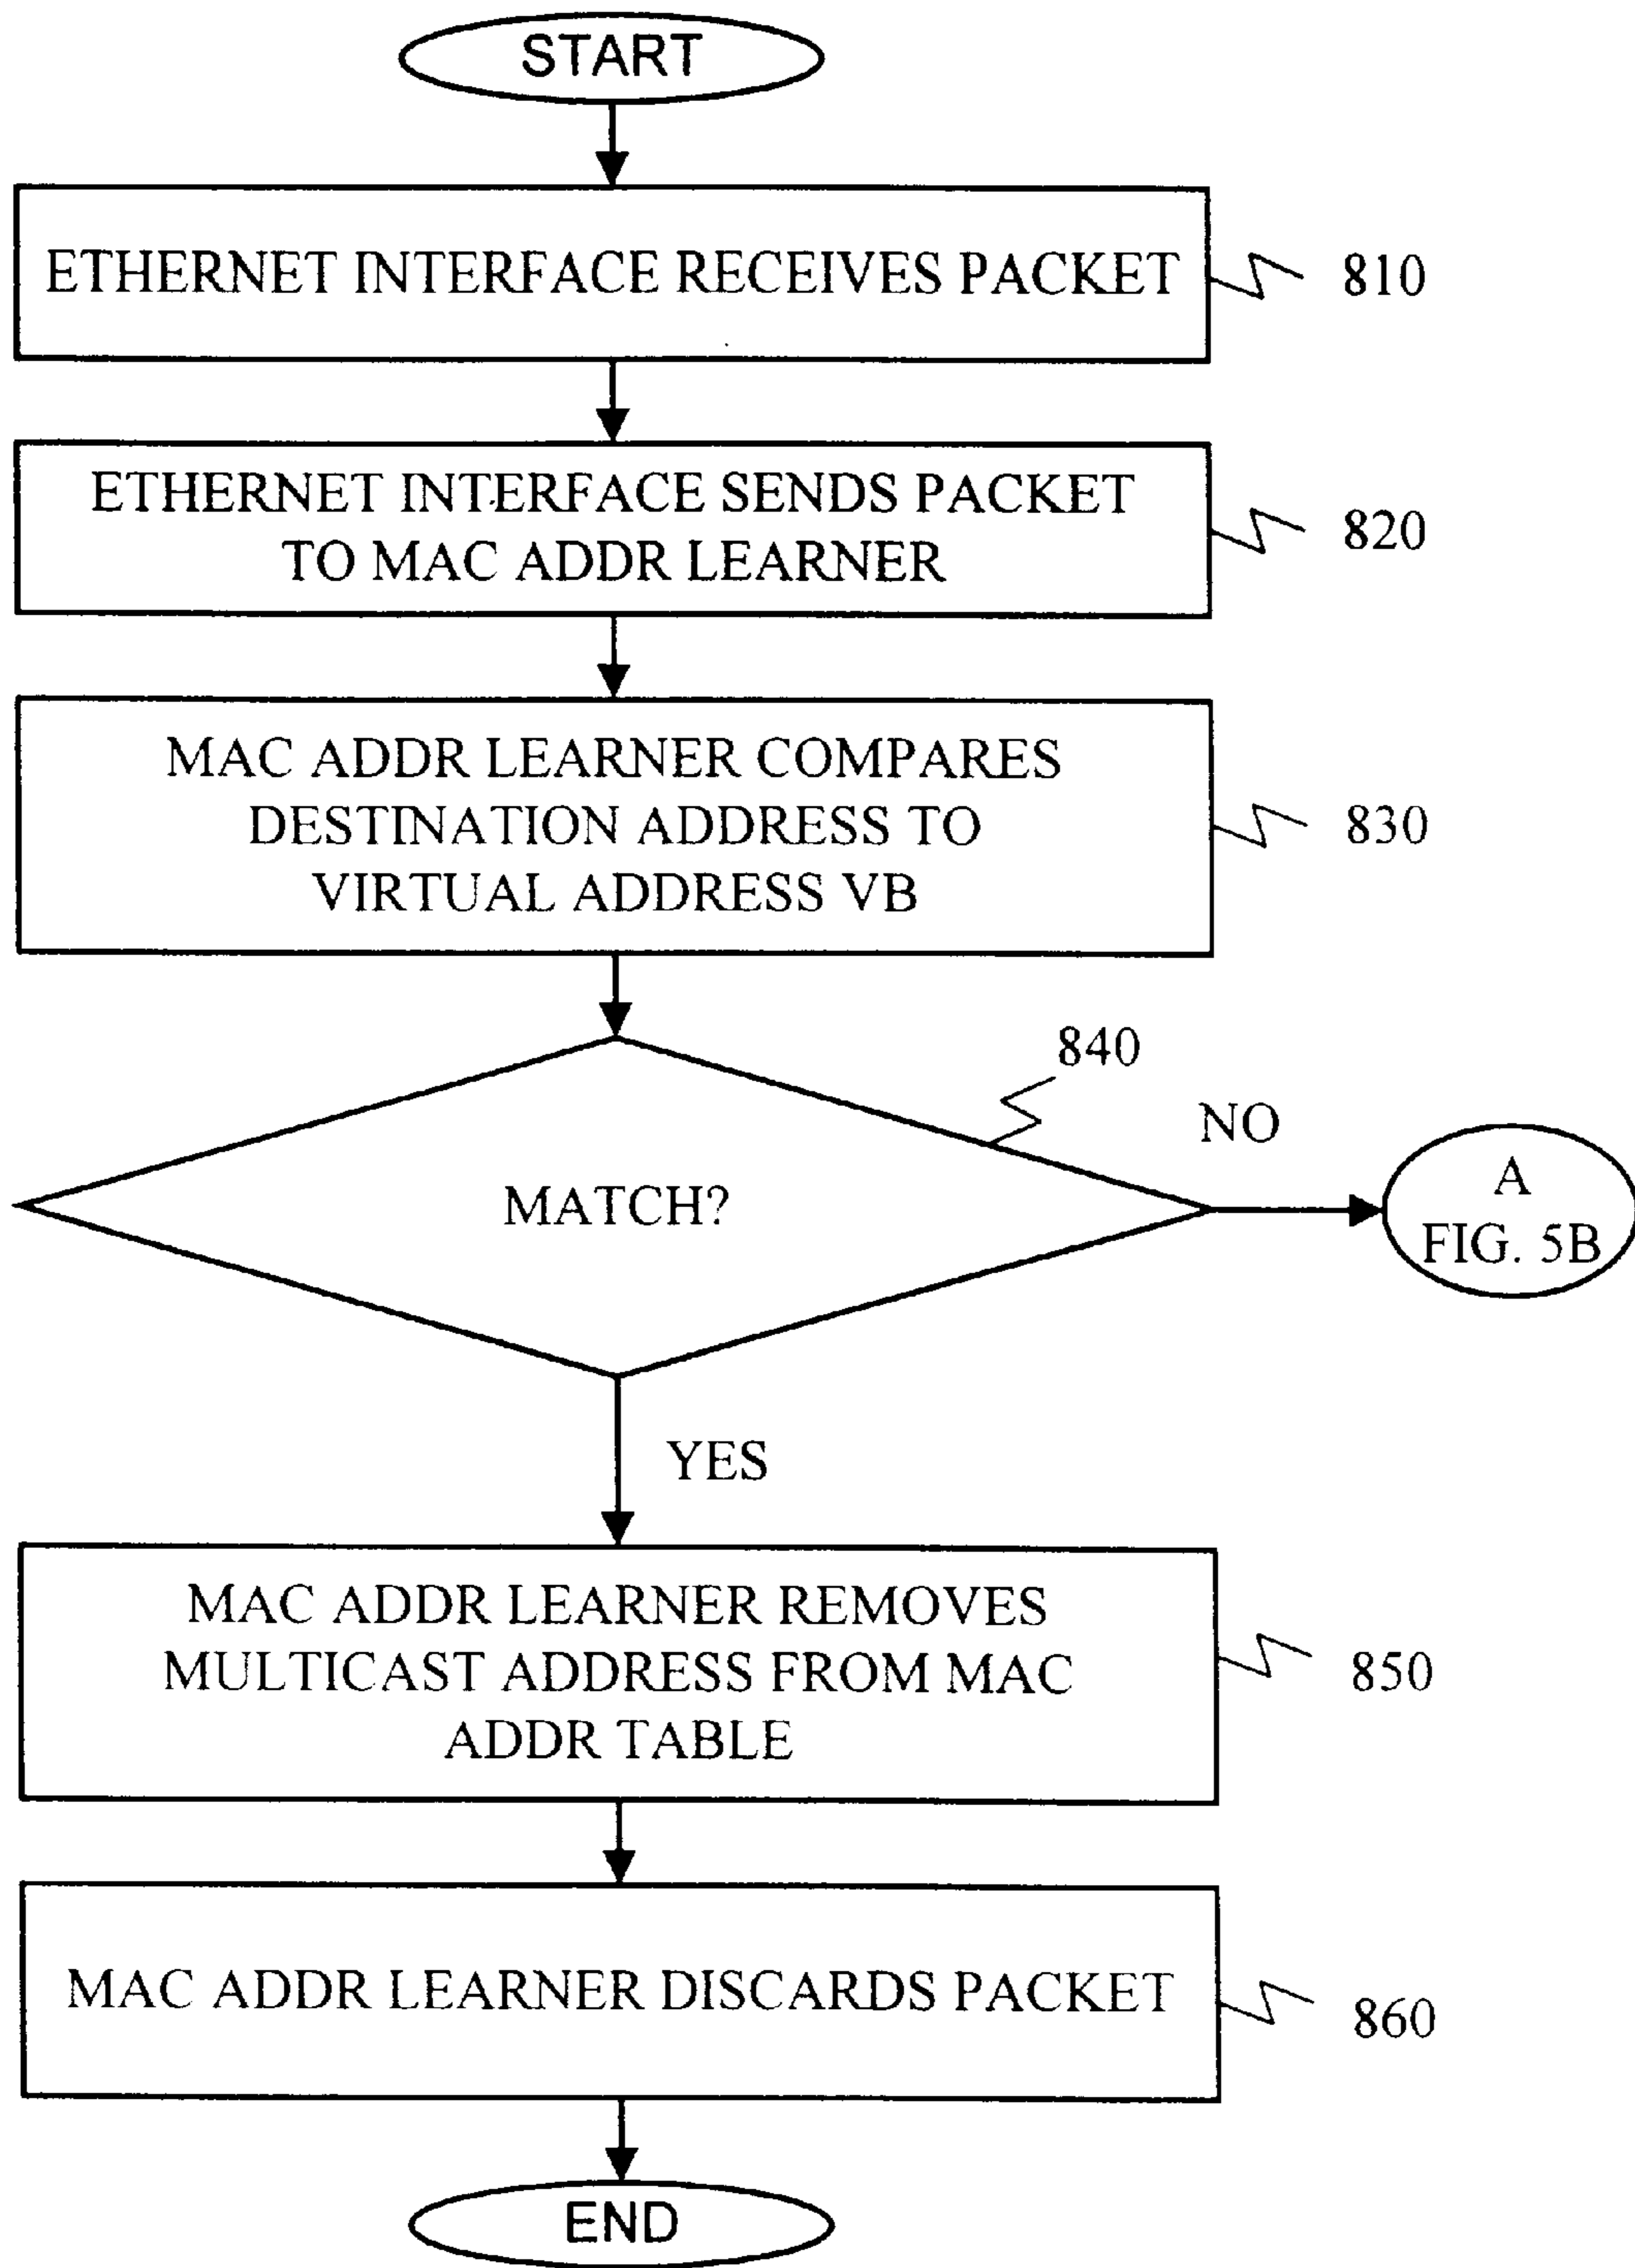 START
ETHERNET INTERFACE RECEIVES PACKET
810
ETHERNET INTERFACE SENDS PACKET
TO MAC ADDR LEARNER
820
MAC ADDR LEARNER COMPARES
DESTINATION ADDRESS TO
VIRTUAL ADDRESS VB
830
840
MATCH?
NO
A
FIG. 5B
YES
MAC ADDR LEARNER REMOVES
MULTICAST ADDRESS FROM MAC
ADDR TABLE
850
MAC ADDR LEARNER DISCARDS PACKET
860
END